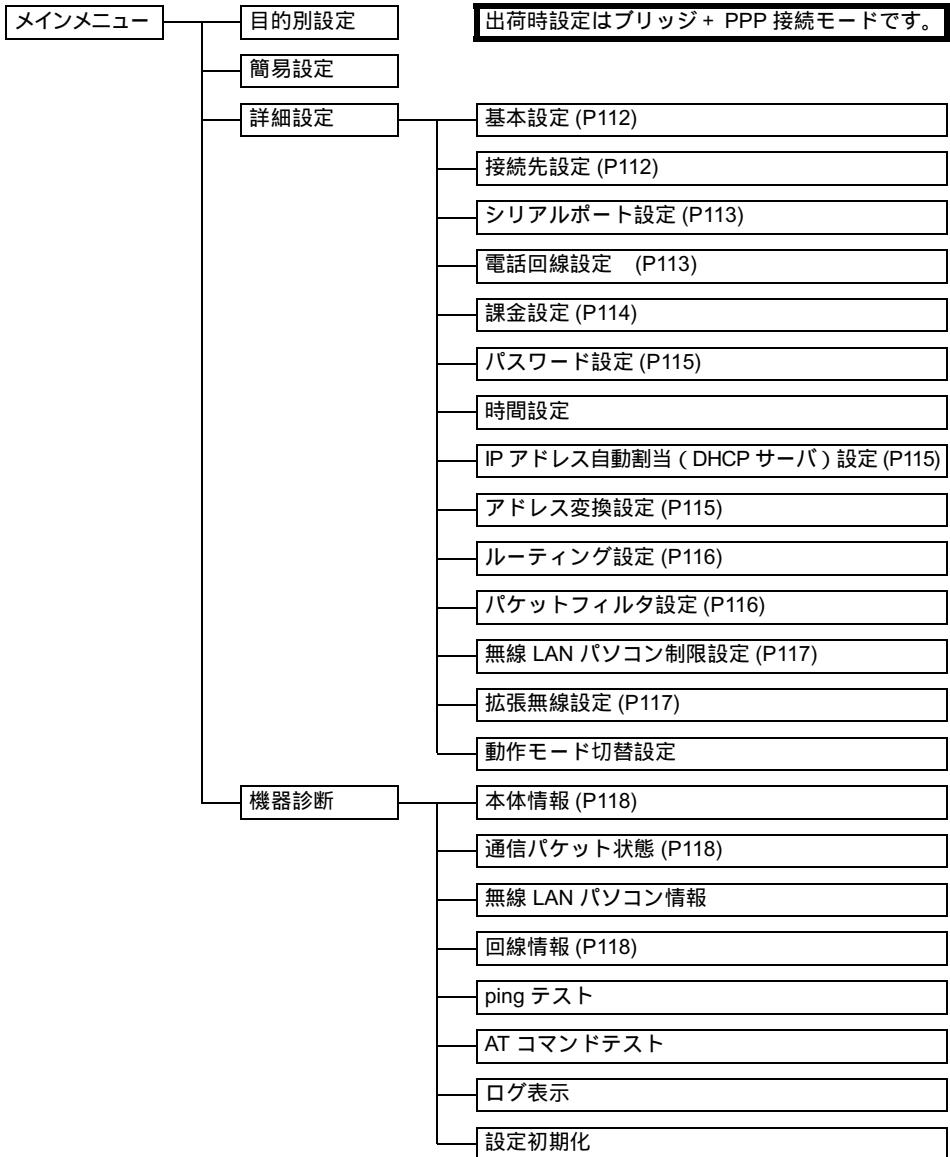 メインメニュー
目的別設定
出荷時設定はブリッジ + PPP 接続モードです。
簡易設定
詳細設定
基本設定 (P112)
接続先設定 (P112)
シリアルポート設定 (P113)
電話回線設定　(P113)
課金設定 (P114)
パスワード設定 (P115)
時間設定
IP アドレス自動割当 ( DHCP サーバ ) 設定 (P115)
アドレス変換設定 (P115)
ルーティング設定 (P116)
パケットフィルタ設定 (P116)
無線 LAN パソコン制限設定 (P117)
拡張無線設定 (P117)
動作モード切替設定
機器診断
本体情報 (P118)
通信パケット状態 (P118)
無線 LAN パソコン情報
回線情報 (P118)
ping テスト
AT コマンドテスト
ログ表示
設定初期化